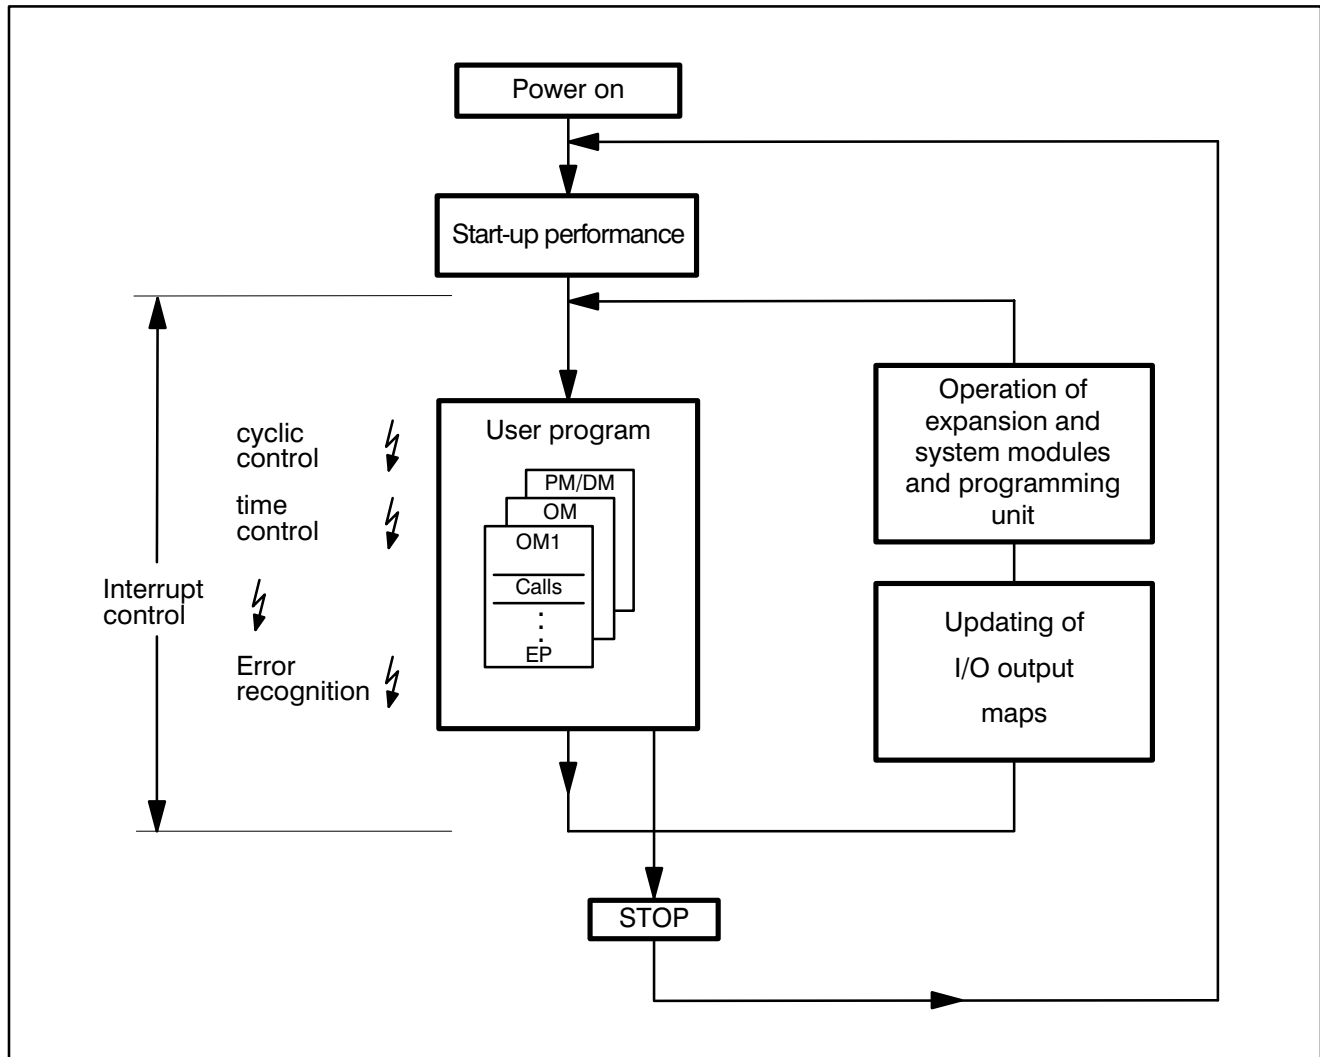 Power on
Start-up performance
cyclic
control
time
control
Interrupt
control
Error
recognition
User program
PM/DM
OM
OM1
Calls
EP
Operation of
expansion and
system modules
and programming
unit
Updating of
I/O output
maps
STOP